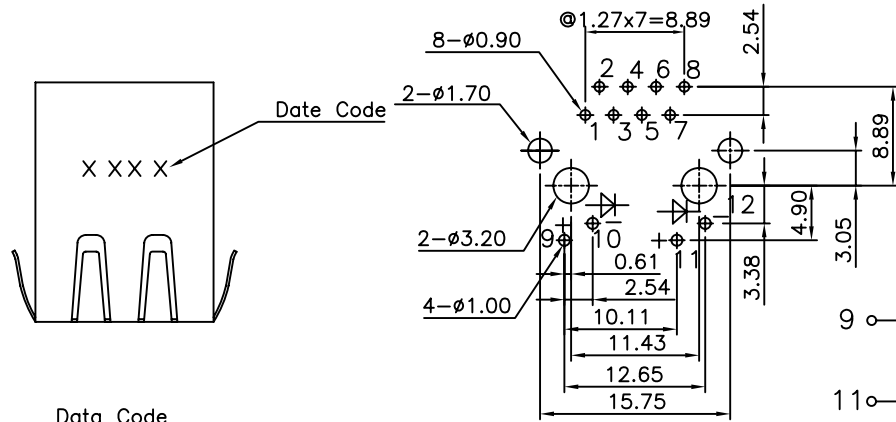 @1.27x7=8.89
8-ø0.90
2.54
2 4 6 8
2-ø1.70
Date Code
1 3 5 7
8.89
X XX X
12
4.90
3.05
2-ø3.20
9 + 10 -
+ 11 -
3.38
0.61
2.54
4-ø1.00
10.11
9
11.43
12.65
11
15.75
Data Code